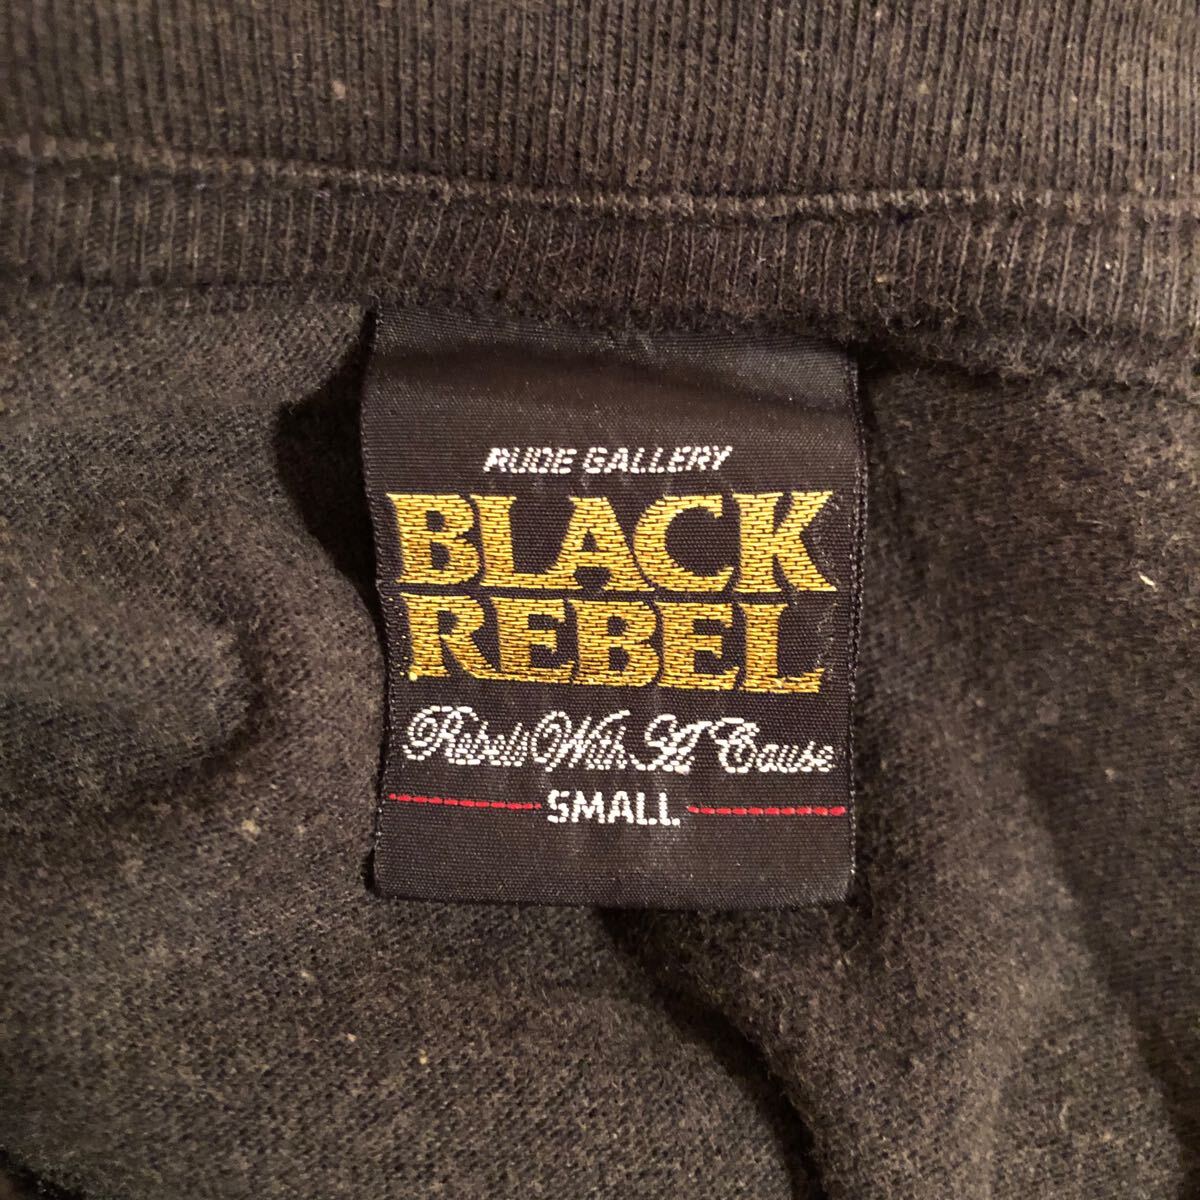 RUDE GALLERY
BLACK
REBEL
Rebels With A Cause
SMALL